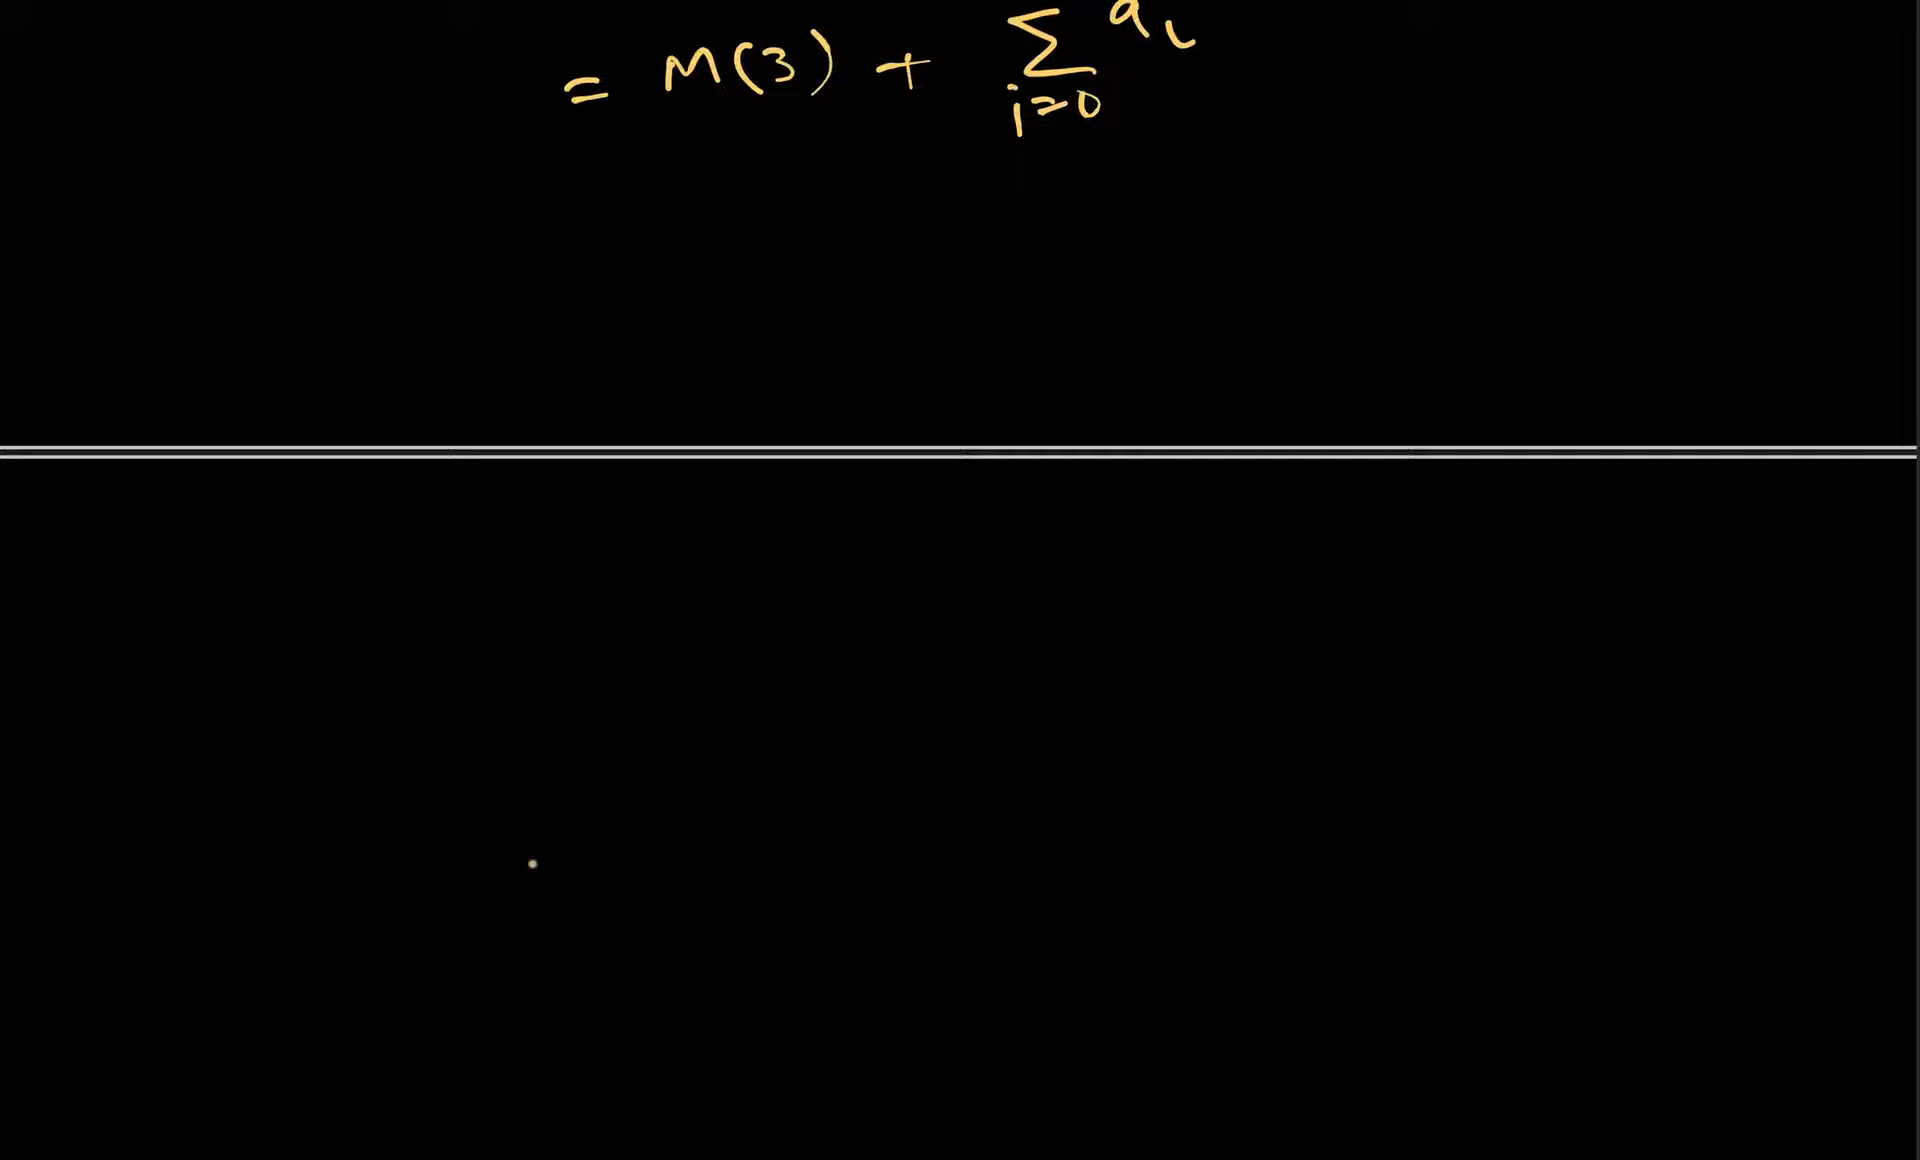 = M(3) + ∑ a_i
i=0